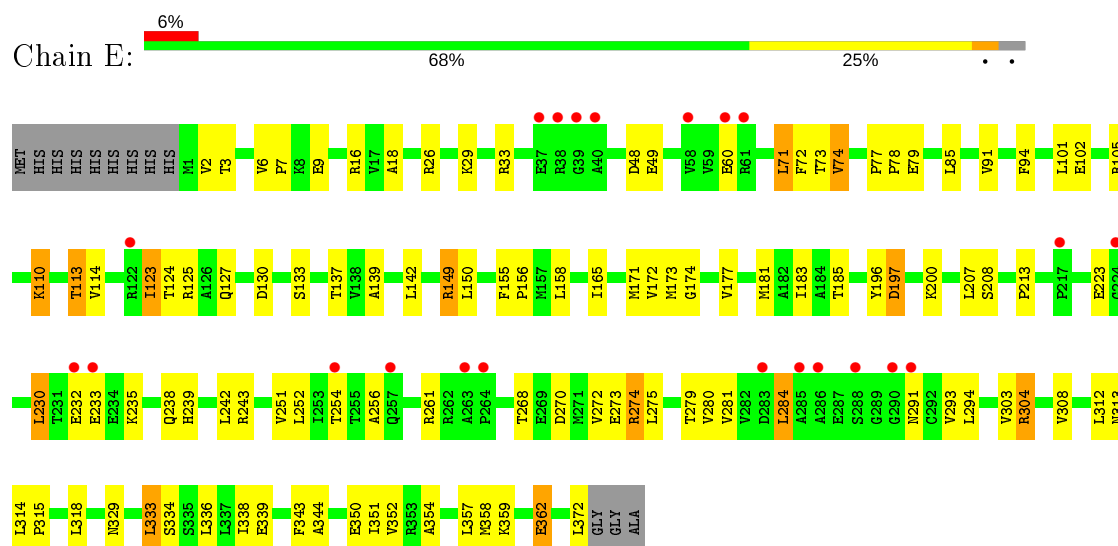 6%
Chain E:
68% 25% • •
MET HIS HIS HIS HIS HIS HIS HIS HIS M1 V2 T3 V6 P7 K8 E9 R16 V17 A18 R26 K29 R33 E37 R38 G39 A40 D48 E49 V58 V59 E60 R61 L71 F72 T73 V74 P77 P78 E79 L85 V91 F94 L101 E102 R105
K110 T113 V114 R122 I123 T124 R125 A126 Q127 D130 S133 T137 V138 A139 L142 R149 L150 F155 P156 M157 L158 I165 M171 V172 M173 G174 V177 M181 A182 I183 A184 T185 Y196 D197 K200 L207 S208 P213 P217 E223 G224
L230 T231 E232 E233 E234 K235 Q238 H239 L242 R243 V251 L252 I253 T254 T255 A256 Q257 R261 R262 A263 P264 T268 E269 D270 M271 V272 E273 R274 L275 T279 V280 V281 V282 D283 L284 A285 A286 E287 S288 G289 G290 N291 C292 V293 L294 V303 R304 V308 L312 N313
L314 P315 L318 N329 L333 S334 S335 L336 L337 I338 E339 F343 A344 E350 I351 V352 R353 A354 L357 M358 K359 E362 L372 GLY GLY ALA